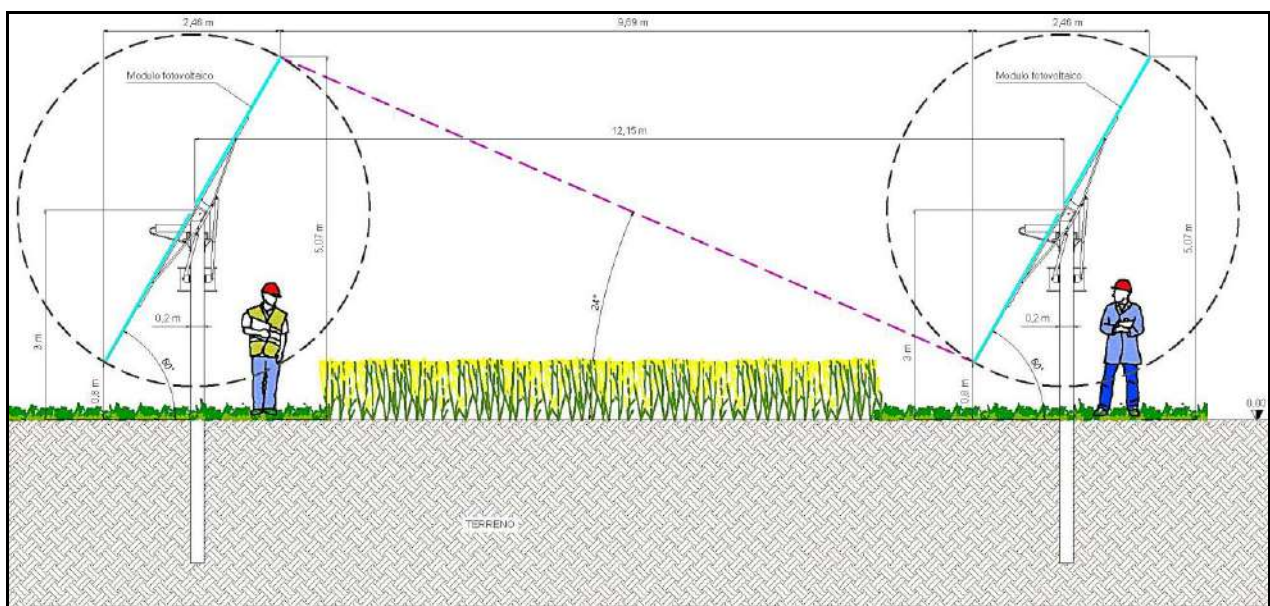 2,46 m
9,69 m
2,46 m
Modulo fotovoltaico
Modulo fotovoltaico
12,15 m
5,07 m
5,07 m
24°
0,2 m
0,2 m
3 m
3 m
60°
60°
0,8 m
0,8 m
0,00
TERRENO